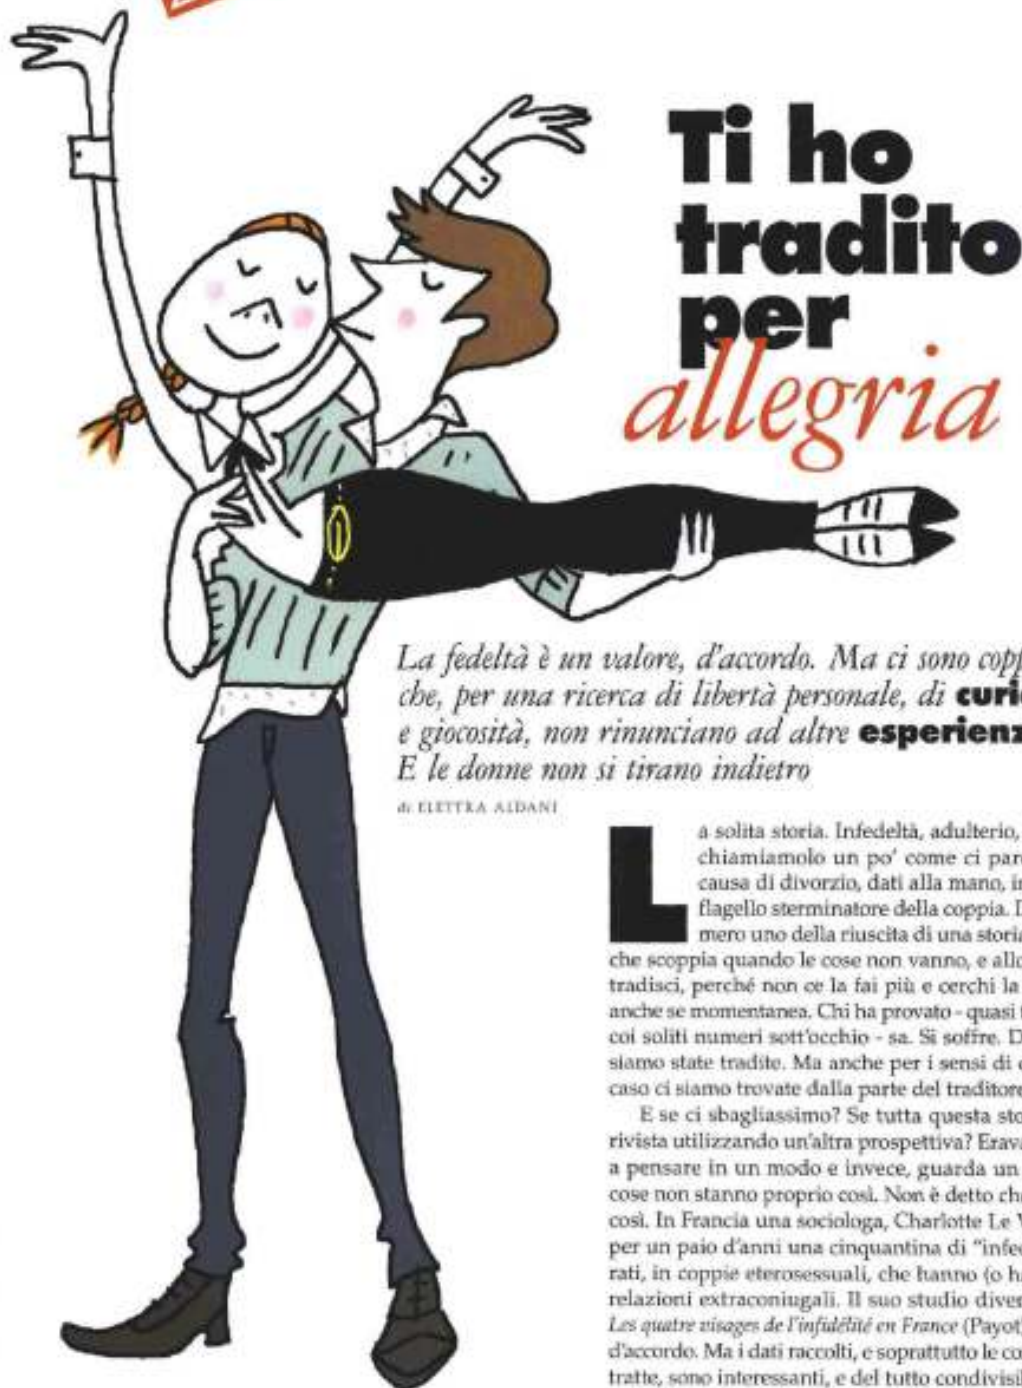 Ti ho
tradito
per
allegria
La fedeltà è un valore, d'accordo. Ma ci sono copp
che, per una ricerca di libertà personale, di curi
e giocosità, non rinunciano ad altre esperienz
E le donne non si tirano indietro
di ELETTRA ALDANI
La solita storia. Infedeltà, adulterio,
chiamiamolo un po' come ci par
causa di divorzio, dati alla mano, i
flagello sterminatore della coppia.
mero uno della riuscita di una storia
che scoppia quando le cose non vanno, e all
tradisci, perché non ce la fai più e cerchi la
anche se momentanea. Chi ha provato - quasi
coi soliti numeri sott'occhio - sa. Si soffre. D
siamo state tradite. Ma anche per i sensi di
caso ci siamo trovate dalla parte del traditore
E se ci sbagliassimo? Se tutta questa sto
rivista utilizzando un'altra prospettiva? Erav
a pensare in un modo e invece, guarda un
cose non stanno proprio così. Non è detto ch
così. In Francia una sociologa, Charlotte Le V
per un paio d'anni una cinquantina di "infe
rati, in coppie eterosessuali, che hanno (o h
relazioni extraconiugali. Il suo studio diven
Les quatre visages de l'infidélité en France (Payot)
d'accordo. Ma i dati raccolti, e soprattutto le co
tratte, sono interessanti, e del tutto condivisi